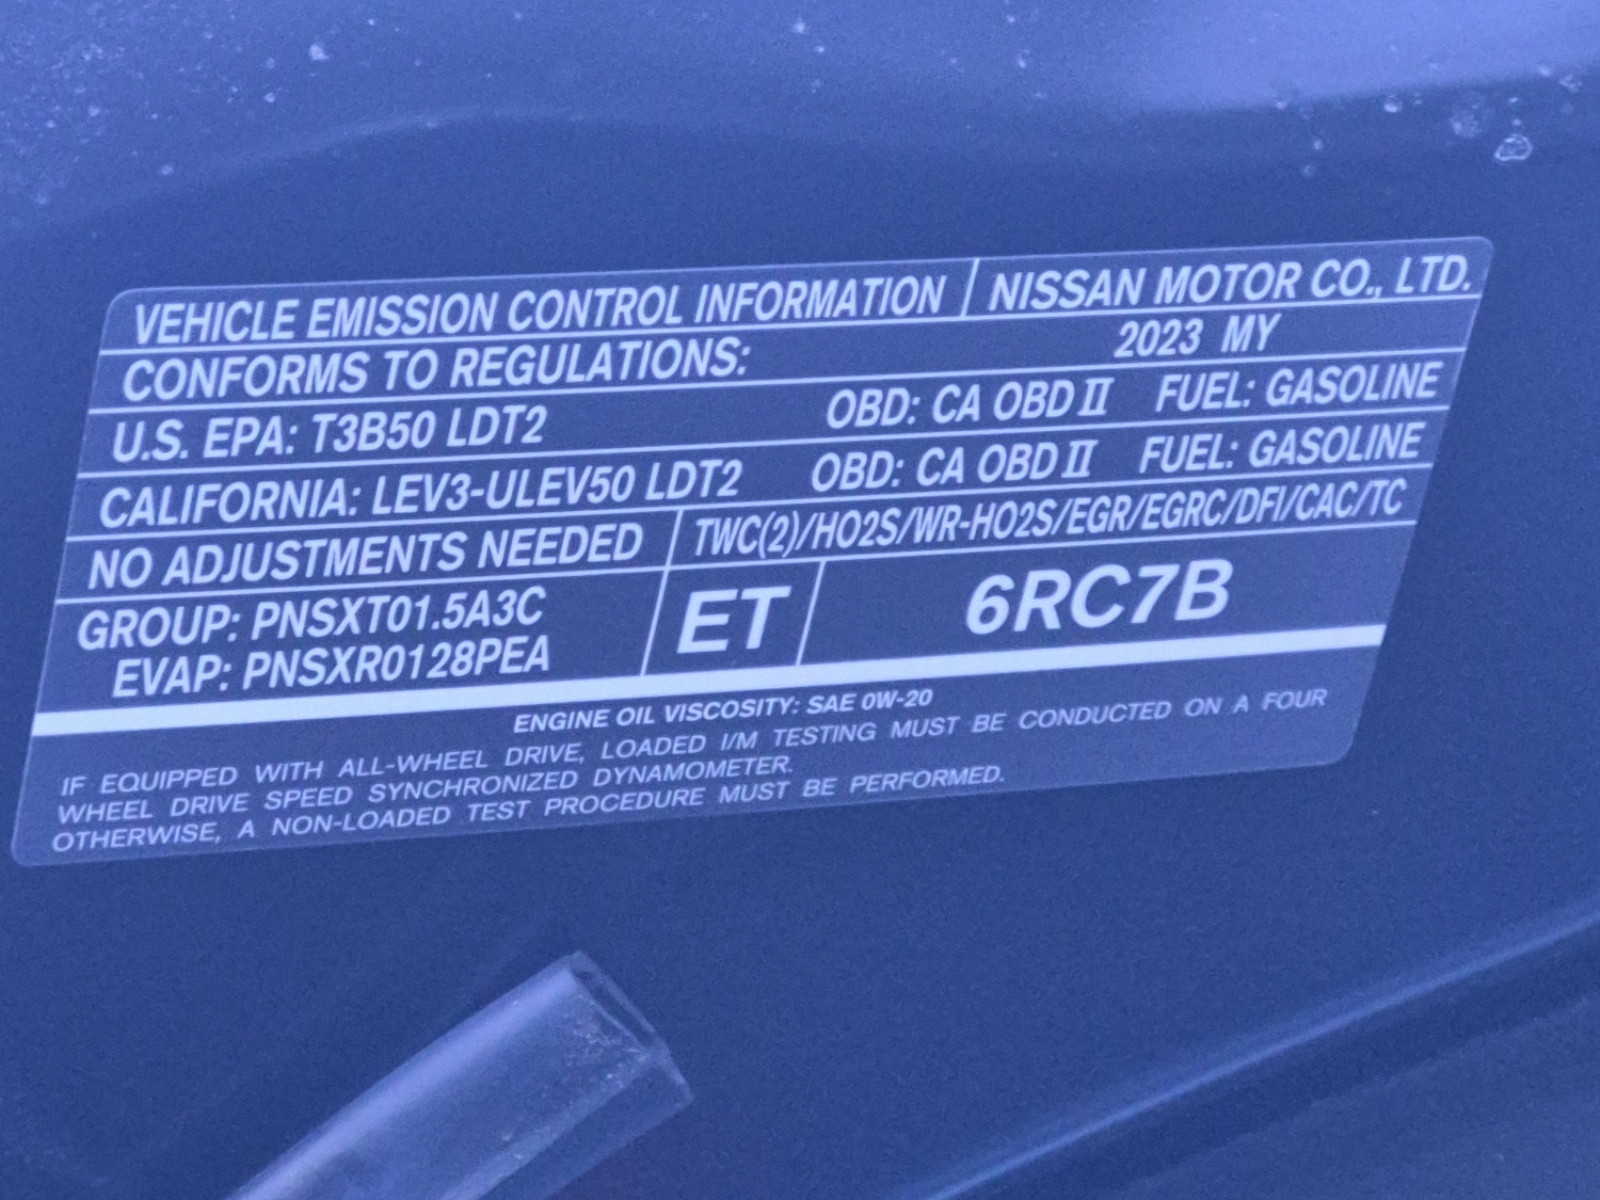 VEHICLE EMISSION CONTROL INFORMATION NISSAN MOTOR CO., LTD.
CONFORMS TO REGULATIONS: 2023 MY
U.S. EPA: T3B50 LDT2 OBD: CA OBD II FUEL: GASOLINE
CALIFORNIA: LEV3-ULEV50 LDT2 OBD: CA OBD II FUEL: GASOLINE
NO ADJUSTMENTS NEEDED TWC(2)/HO2S/WR-HO2S/EGR/EGRC/DFI/CAC/TC
GROUP: PNSXT01.5A3C ET 6RC7B
EVAP: PNSXR0128PEA
ENGINE OIL VISCOSITY: SAE 0W-20
IF EQUIPPED WITH ALL-WHEEL DRIVE, LOADED I/M TESTING MUST BE CONDUCTED ON A FOUR
WHEEL DRIVE SPEED SYNCHRONIZED DYNAMOMETER.
OTHERWISE, A NON-LOADED TEST PROCEDURE MUST BE PERFORMED.